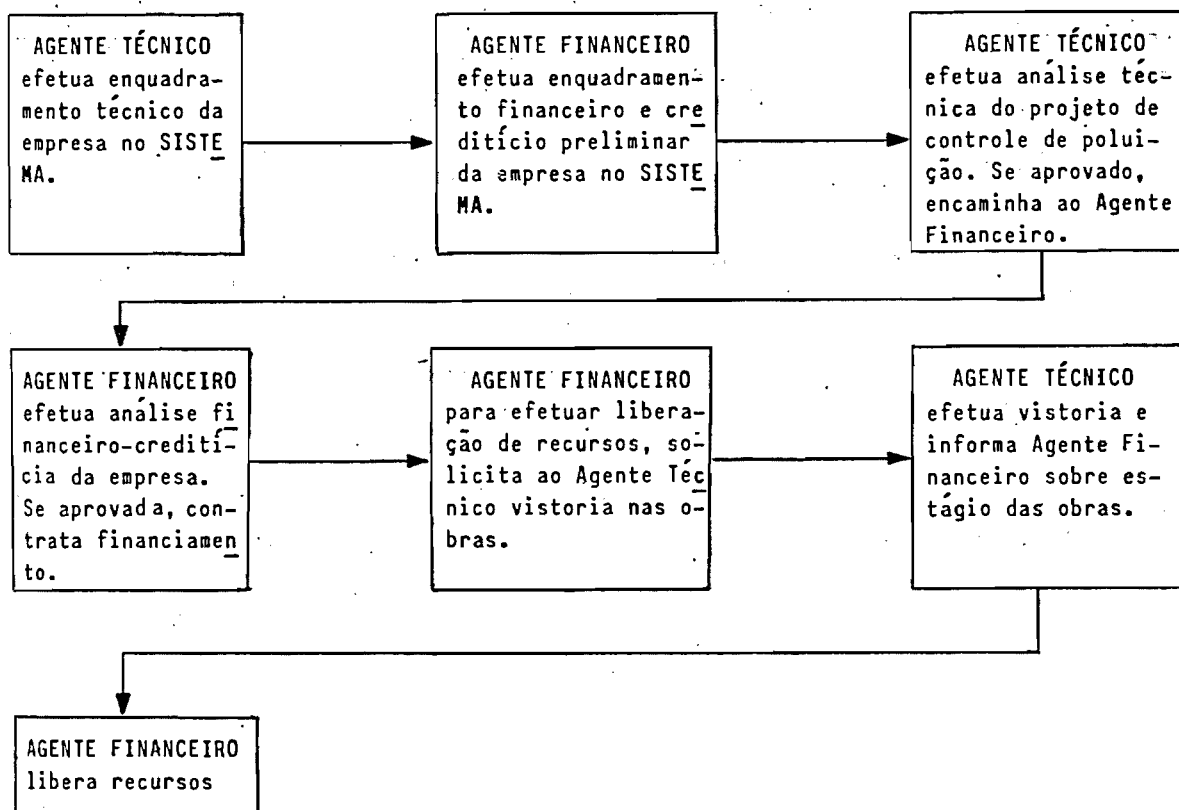 AGENTE TÉCNICO
efetua enquadra-
mento técnico da
empresa no SISTE
MA.
AGENTE FINANCEIRO
efetua enquadramen-
to financeiro e cre
ditício preliminar
da empresa no SISTE
MA.
AGENTE TÉCNICO
efetua análise téc-
nica do projeto de
controle de polui-
ção. Se aprovado,
encaminha ao Agente
Financeiro.
AGENTE FINANCEIRO
efetua análise fi
nanceiro-credití-
cia da empresa.
Se aprovada, con-
trata financiamen
to.
AGENTE FINANCEIRO
para efetuar libera-
ção de recursos, so-
licita ao Agente Téc
nico vistoria nas o-
bras.
AGENTE TÉCNICO
efetua vistoria e
informa Agente Fi-
nanceiro sobre es-
tágio das obras.
AGENTE FINANCEIRO
libera recursos